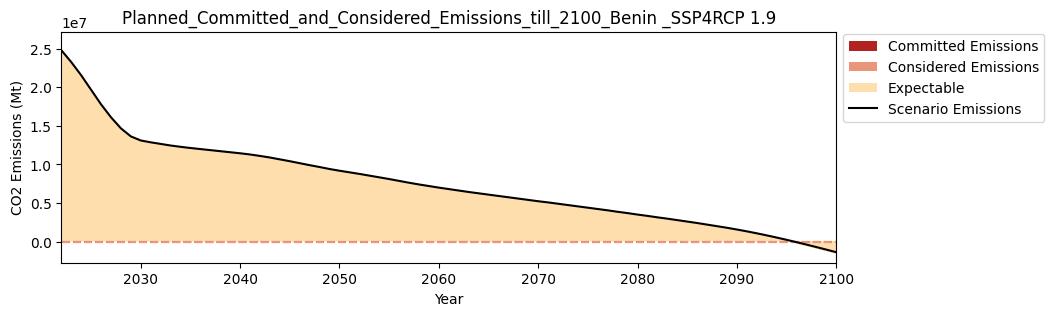 Planned_Committed_and_Considered_Emissions_till_2100_Benin _SSP4RCP 1.9
1e7
2.5
2.0
1.5
1.0
0.5
0.0
CO2 Emissions (Mt)
2030 2040 2050 2060 2070 2080 2090 2100
Year
Committed Emissions
Considered Emissions
Expectable
Scenario Emissions